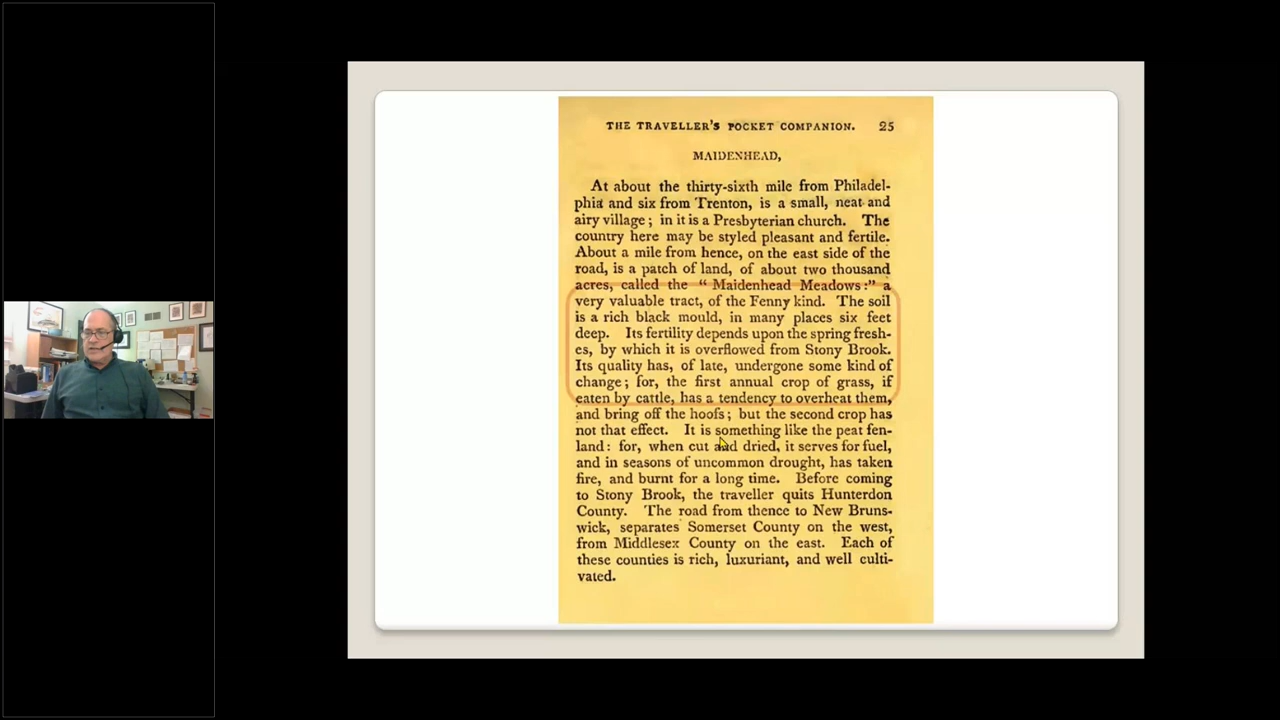 THE TRAVELLER'S POCKET COMPANION. 25
MAIDENHEAD,
At about the thirty-sixth mile from Philadel-
phia and six from Trenton, is a small, neat and
airy village; in it is a Presbyterian church. The
country here may be styled pleasant and fertile.
About a mile from hence, on the east side of the
road, is a patch of land, of about two thousand
acres, called the "Maidenhead Meadows:" a
very valuable tract, of the Fenny kind. The soil
is a rich black mould, in many places six feet
deep. Its fertility depends upon the spring fresh-
es, by which it is overflowed from Stony Brook.
Its quality has, of late, undergone some kind of
change; for, the first annual crop of grass, if
eaten by cattle, has a tendency to overheat them,
and bring off the hoofs; but the second crop has
not that effect. It is something like the peat fen-
land: for, when cut and dried, it serves for fuel,
and in seasons of uncommon drought, has taken
fire, and burnt for a long time. Before coming
to Stony Brook, the traveller quits Hunterdon
County. The road from thence to New Bruns-
wick, separates Somerset County on the west,
from Middlesex County on the east. Each of
these counties is rich, luxuriant, and well culti-
vated.